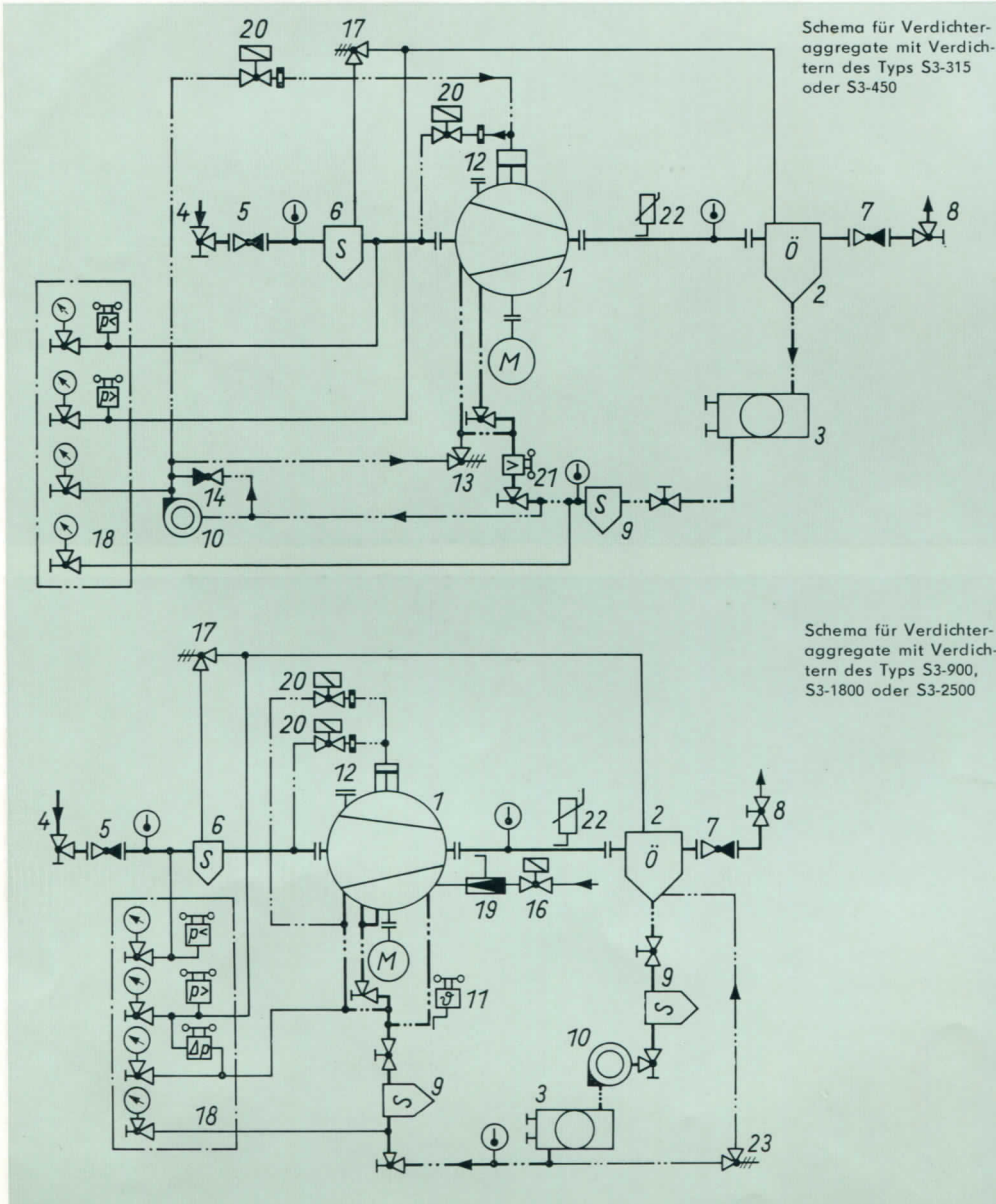 Schema für Verdichter-
aggregate mit Verdich-
tern des Typs S3-315
oder S3-450
20
17
20
12
4
5
6
S
22
7
8
Ö
2
1
p<
M
p>
3
13
>
21
14
S
9
10
18
Schema für Verdichter-
aggregate mit Verdich-
tern des Typs S3-900,
S3-1800 oder S3-2500
17
20
20
12
1
4
5
6
S
22
2
7
8
Ö
19
16
p<
M
ϑ
11
p>
9
S
Δp
10
9
S
3
18
23